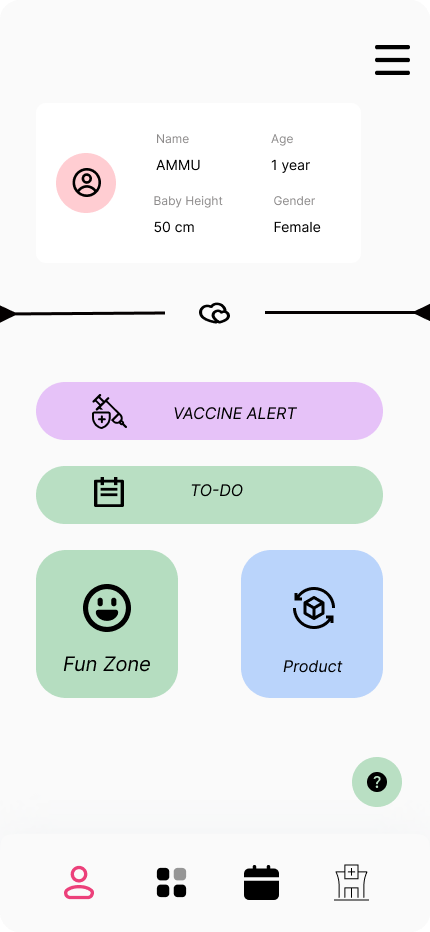 Name
Age
AMMU
1 year
Baby Height
Gender
50 cm
Female
VACCINE ALERT
TO-DO
Fun Zone
Product
?